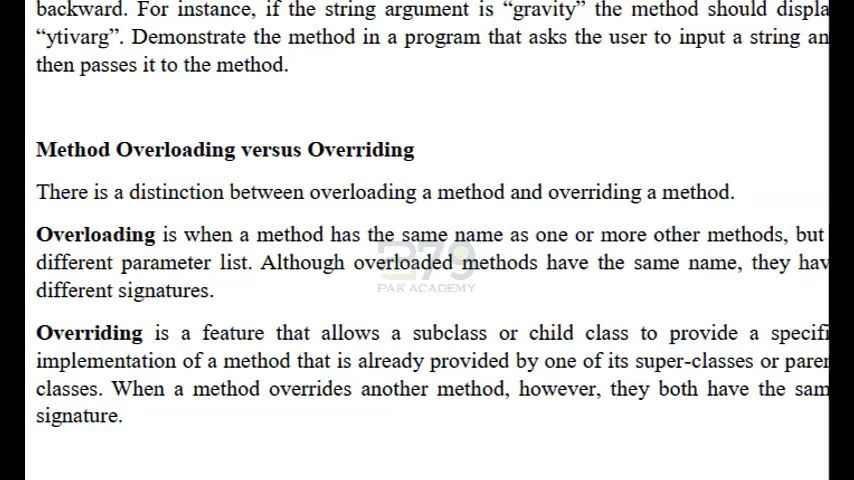 backward. For instance, if the string argument is “gravity” the method should displa
“ytivarg”. Demonstrate the method in a program that asks the user to input a string an
then passes it to the method.
Method Overloading versus Overriding
There is a distinction between overloading a method and overriding a method.
Overloading is when a method has the same name as one or more other methods, but
different parameter list. Although overloaded methods have the same name, they hav
different signatures.
379
PAK ACADEMY
Overriding is a feature that allows a subclass or child class to provide a specifi
implementation of a method that is already provided by one of its super-classes or paren
classes. When a method overrides another method, however, they both have the sam
signature.